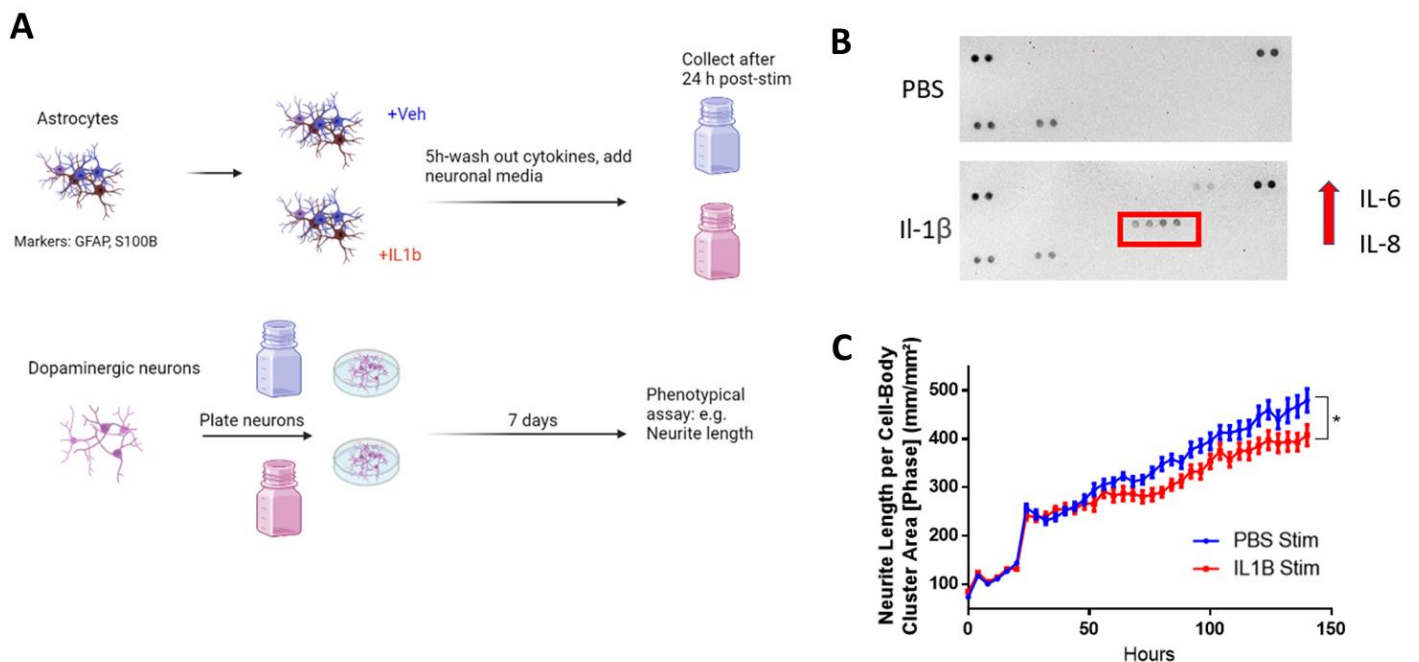 A
Astrocytes
Markers: GFAP, S100B
+Veh
+IL1b
5h-wash out cytokines, add
neuronal media
Collect after
24 h post-stim
Dopaminergic neurons
Plate neurons
7 days
Phenotypical
assay: e.g.
Neurite length
B
PBS
Il-1β
IL-6
IL-8
C
Neurite Length per Cell-Body
Cluster Area [Phase] (mm/mm²)
500
400
300
200
100
0
50
100
150
Hours
PBS Stim
IL1B Stim
*